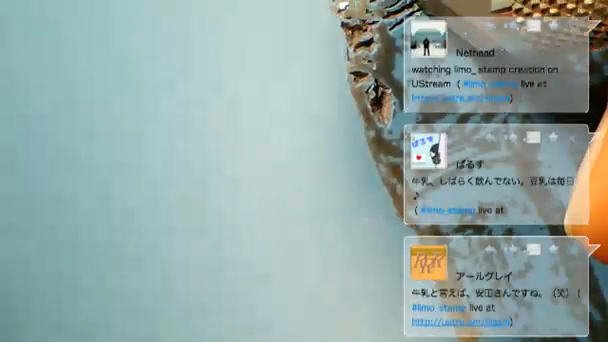 Nethead
watching limo_stamp creation on
UStream ( #limo_stamp live at
ぱるす
牛乳、しばらく飲んでない。豆乳は毎日
♪
( #limo_stamp live at
アールグレイ
牛乳と言えば、安田さんですね。（笑） (
#limo_stamp live at